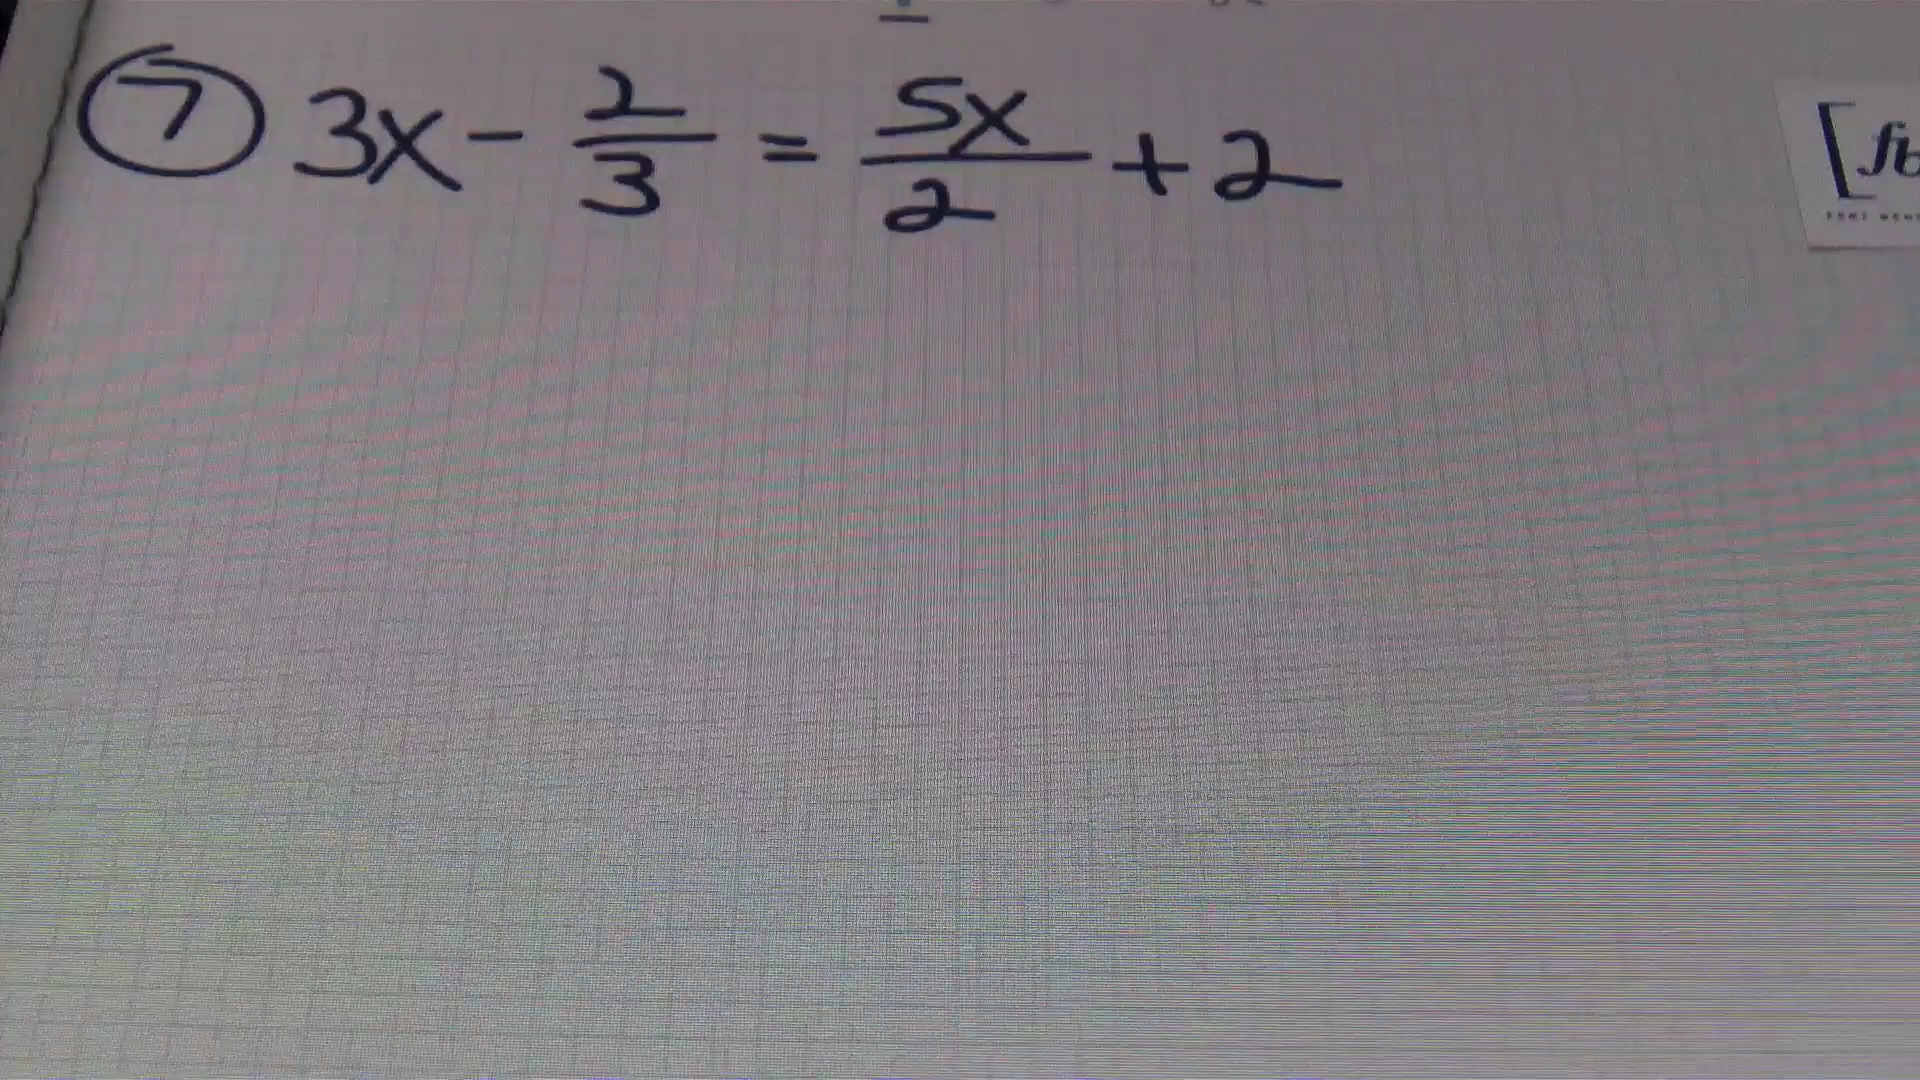 ⑦ 3x - 2/3 = 5x/2 + 2